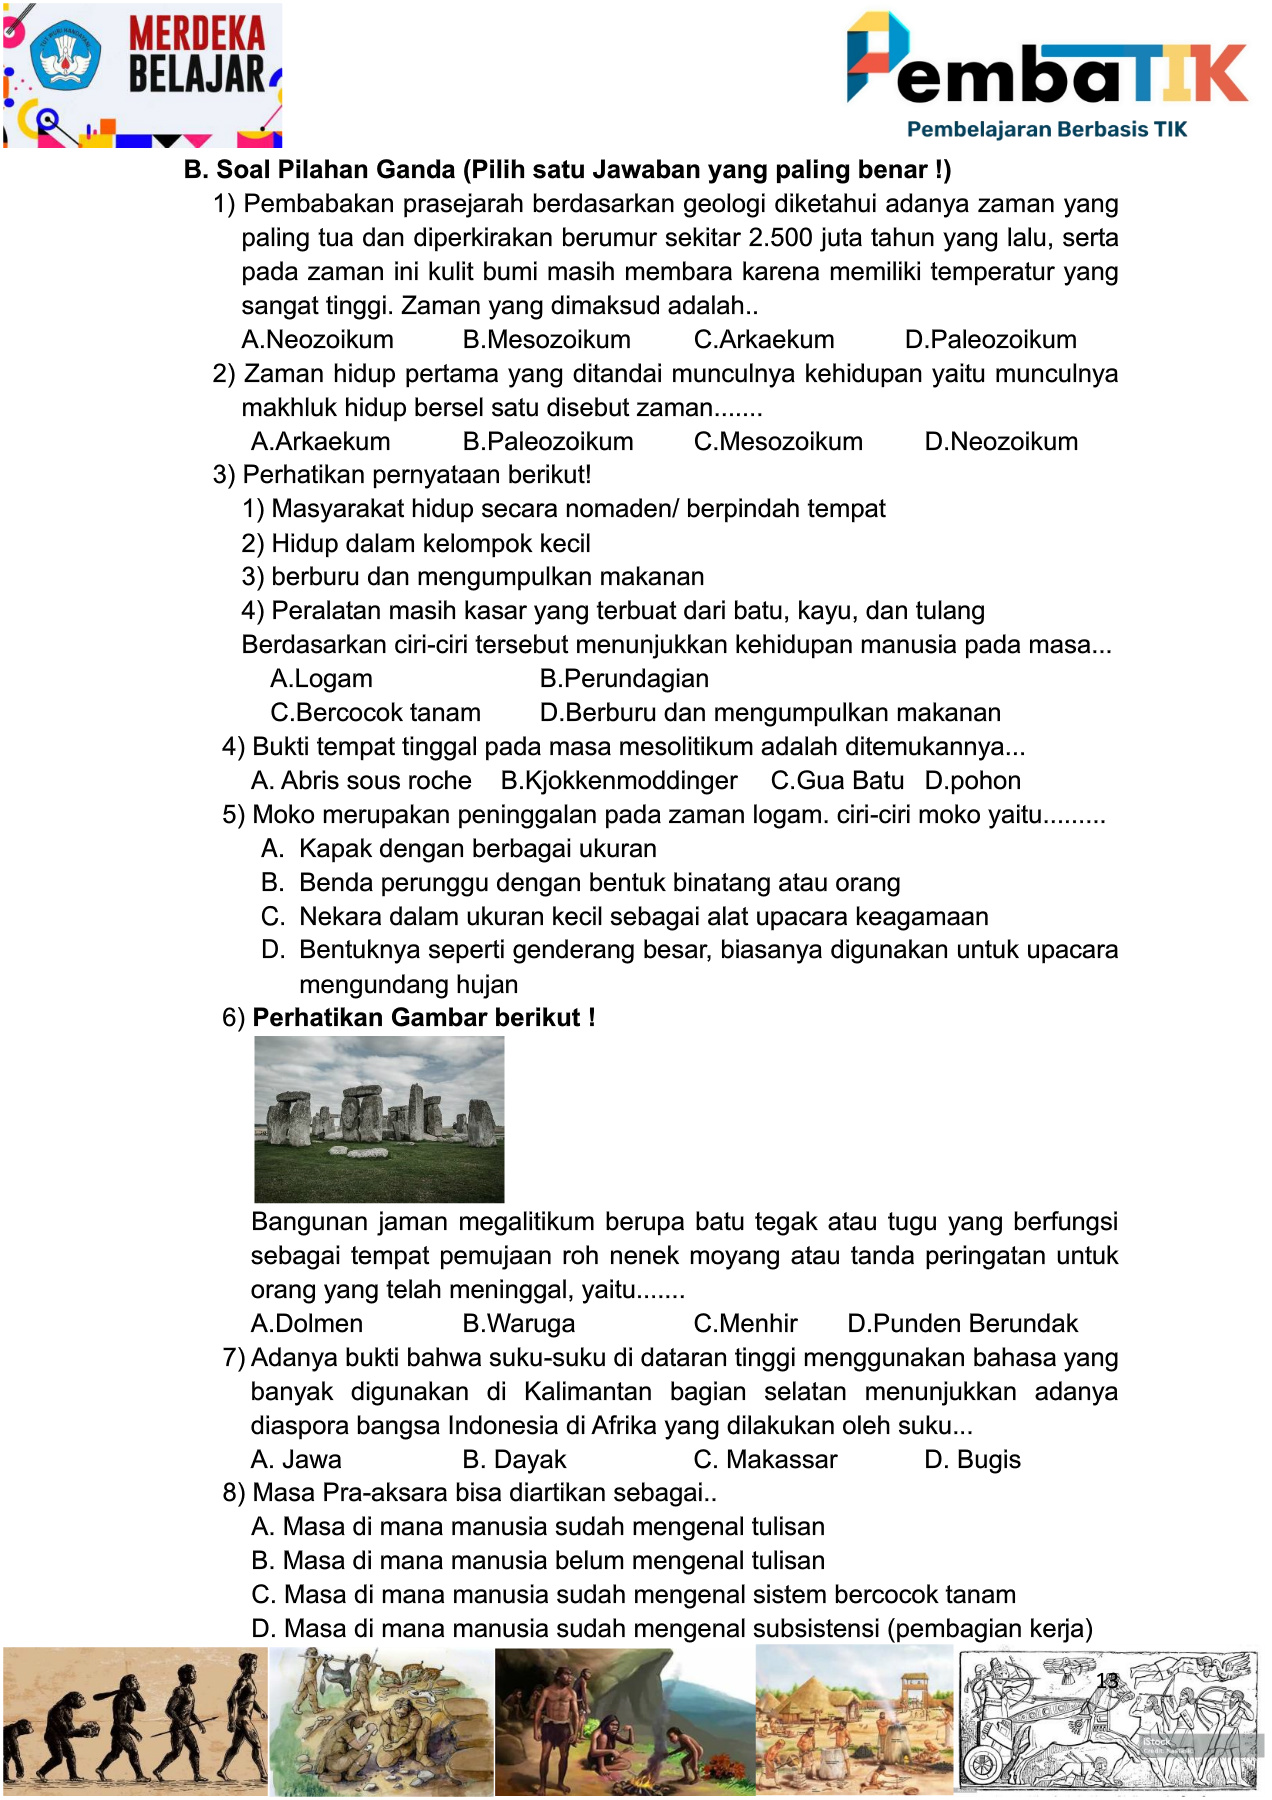 MERDEKA
BELAJAR
PembaTIK
Pembelajaran Berbasis TIK
B. Soal Pilahan Ganda (Pilih satu Jawaban yang paling benar !)
1) Pembabakan prasejarah berdasarkan geologi diketahui adanya zaman yang
paling tua dan diperkirakan berumur sekitar 2.500 juta tahun yang lalu, serta
pada zaman ini kulit bumi masih membara karena memiliki temperatur yang
sangat tinggi. Zaman yang dimaksud adalah..
A.Neozoikum B.Mesozoikum C.Arkaekum D.Paleozoikum
2) Zaman hidup pertama yang ditandai munculnya kehidupan yaitu munculnya
makhluk hidup bersel satu disebut zaman.......
A.Arkaekum B.Paleozoikum C.Mesozoikum D.Neozoikum
3) Perhatikan pernyataan berikut!
1) Masyarakat hidup secara nomaden/ berpindah tempat
2) Hidup dalam kelompok kecil
3) berburu dan mengumpulkan makanan
4) Peralatan masih kasar yang terbuat dari batu, kayu, dan tulang
Berdasarkan ciri-ciri tersebut menunjukkan kehidupan manusia pada masa...
A.Logam B.Perundagian
C.Bercocok tanam D.Berburu dan mengumpulkan makanan
4) Bukti tempat tinggal pada masa mesolitikum adalah ditemukannya...
A. Abris sous roche B.Kjokkenmoddinger C.Gua Batu D.pohon
5) Moko merupakan peninggalan pada zaman logam. ciri-ciri moko yaitu.........
A. Kapak dengan berbagai ukuran
B. Benda perunggu dengan bentuk binatang atau orang
C. Nekara dalam ukuran kecil sebagai alat upacara keagamaan
D. Bentuknya seperti genderang besar, biasanya digunakan untuk upacara
mengundang hujan
6) Perhatikan Gambar berikut !
Bangunan jaman megalitikum berupa batu tegak atau tugu yang berfungsi
sebagai tempat pemujaan roh nenek moyang atau tanda peringatan untuk
orang yang telah meninggal, yaitu.......
A.Dolmen B.Waruga C.Menhir D.Punden Berundak
7) Adanya bukti bahwa suku-suku di dataran tinggi menggunakan bahasa yang
banyak digunakan di Kalimantan bagian selatan menunjukkan adanya
diaspora bangsa Indonesia di Afrika yang dilakukan oleh suku...
A. Jawa B. Dayak C. Makassar D. Bugis
8) Masa Pra-aksara bisa diartikan sebagai..
A. Masa di mana manusia sudah mengenal tulisan
B. Masa di mana manusia belum mengenal tulisan
C. Masa di mana manusia sudah mengenal sistem bercocok tanam
D. Masa di mana manusia sudah mengenal subsistensi (pembagian kerja)
13
iStock